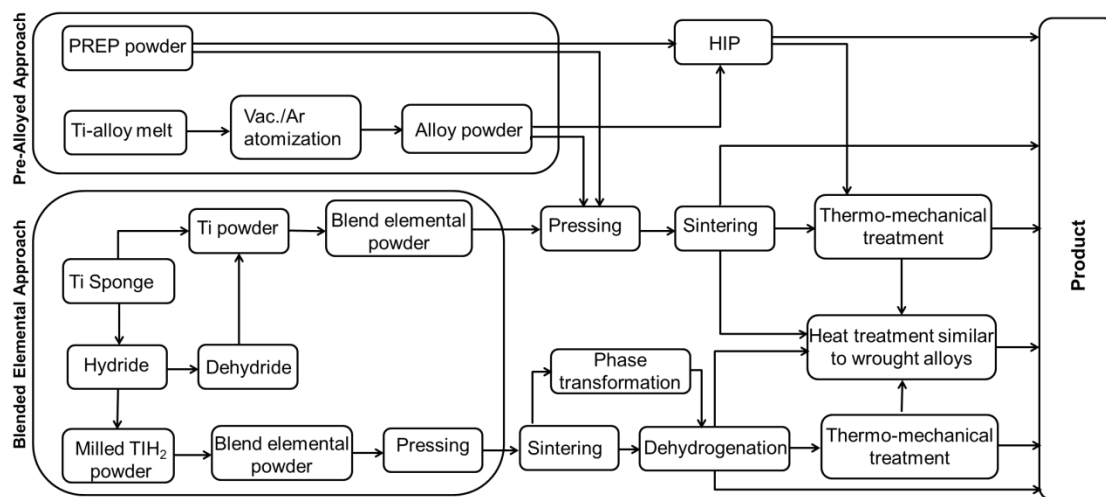 Pre-Alloyed Approach
PREP powder
HIP
Ti-alloy melt
Vac./Ar
atomization
Alloy powder
Blended Elemental Approach
Ti powder
Blend elemental
powder
Pressing
Sintering
Thermo-mechanical
treatment
Ti Sponge
Hydride
Dehydride
Phase
transformation
Heat treatment similar
to wrought alloys
Milled TIH₂
powder
Blend elemental
powder
Pressing
Sintering
Dehydrogenation
Thermo-mechanical
treatment
Product